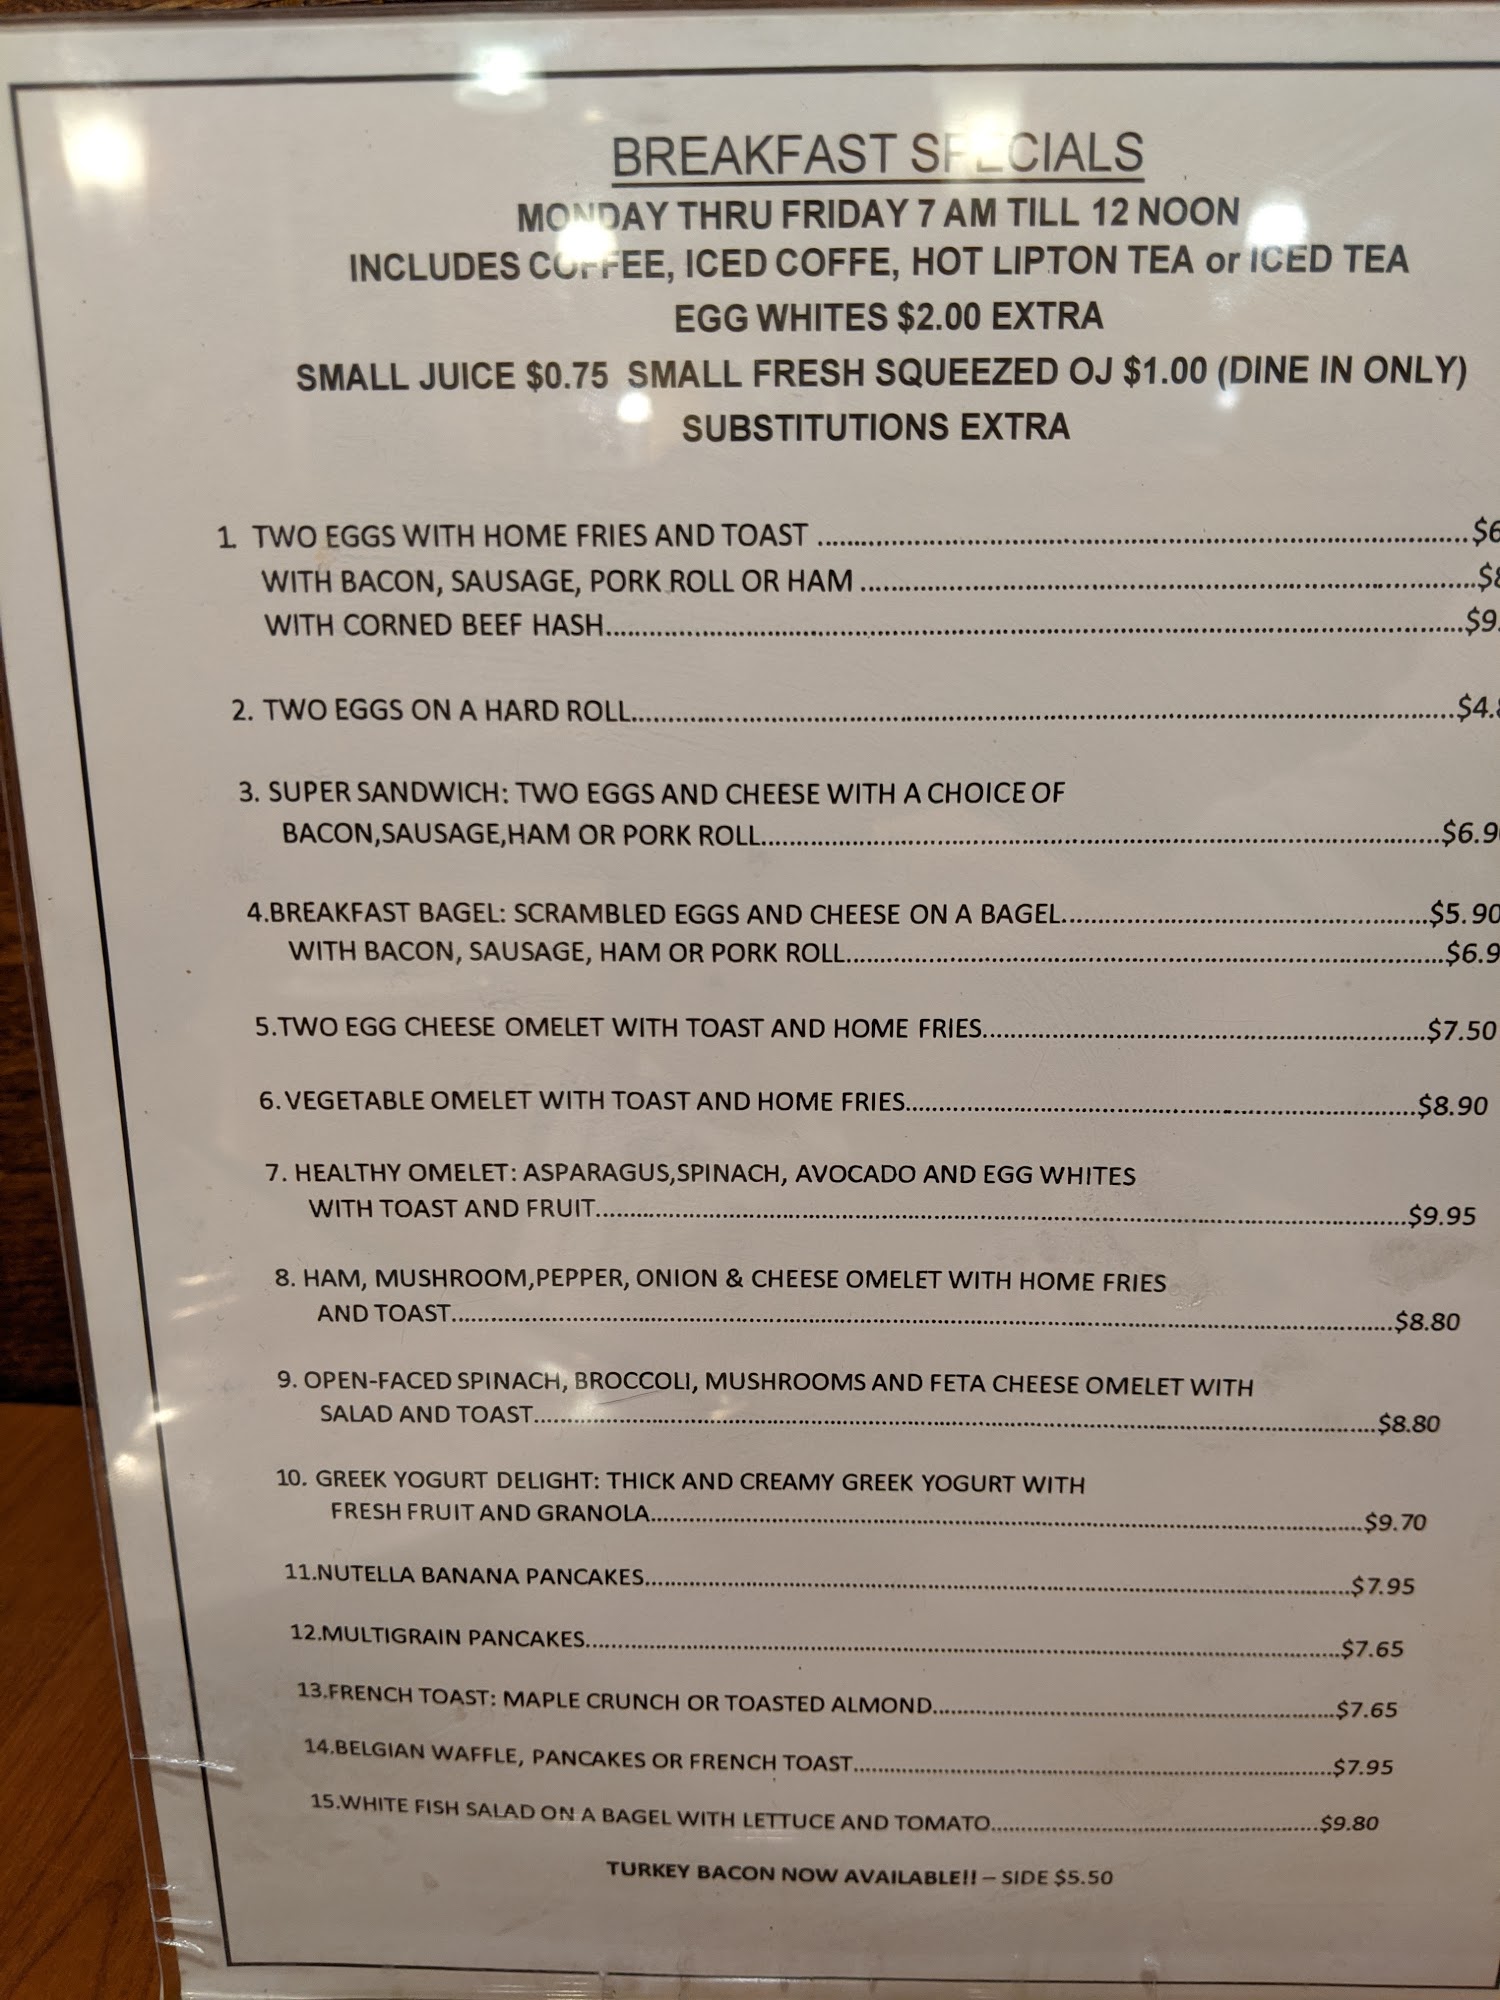 BREAKFAST SPECIALS
MONDAY THRU FRIDAY 7 AM TILL 12 NOON
INCLUDES COFFEE, ICED COFFE, HOT LIPTON TEA or ICED TEA
EGG WHITES $2.00 EXTRA
SMALL JUICE $0.75 SMALL FRESH SQUEEZED OJ $1.00 (DINE IN ONLY)
SUBSTITUTIONS EXTRA
1. TWO EGGS WITH HOME FRIES AND TOAST
WITH BACON, SAUSAGE, PORK ROLL OR HAM
WITH CORNED BEEF HASH
2. TWO EGGS ON A HARD ROLL
3. SUPER SANDWICH: TWO EGGS AND CHEESE WITH A CHOICE OF
BACON,SAUSAGE,HAM OR PORK ROLL
4.BREAKFAST BAGEL: SCRAMBLED EGGS AND CHEESE ON A BAGEL $5.90
WITH BACON, SAUSAGE, HAM OR PORK ROLL
5.TWO EGG CHEESE OMELET WITH TOAST AND HOME FRIES $7.50
6.VEGETABLE OMELET WITH TOAST AND HOME FRIES $8.90
7. HEALTHY OMELET: ASPARAGUS,SPINACH, AVOCADO AND EGG WHITES
WITH TOAST AND FRUIT $9.95
8. HAM, MUSHROOM,PEPPER, ONION & CHEESE OMELET WITH HOME FRIES
AND TOAST $8.80
9. OPEN-FACED SPINACH, BROCCOLI, MUSHROOMS AND FETA CHEESE OMELET WITH
SALAD AND TOAST $8.80
10. GREEK YOGURT DELIGHT: THICK AND CREAMY GREEK YOGURT WITH
FRESH FRUIT AND GRANOLA $9.70
11.NUTELLA BANANA PANCAKES $7.95
12.MULTIGRAIN PANCAKES $7.65
13.FRENCH TOAST: MAPLE CRUNCH OR TOASTED ALMOND $7.65
14.BELGIAN WAFFLE, PANCAKES OR FRENCH TOAST $7.95
15.WHITE FISH SALAD ON A BAGEL WITH LETTUCE AND TOMATO $9.80
TURKEY BACON NOW AVAILABLE!! – SIDE $5.50